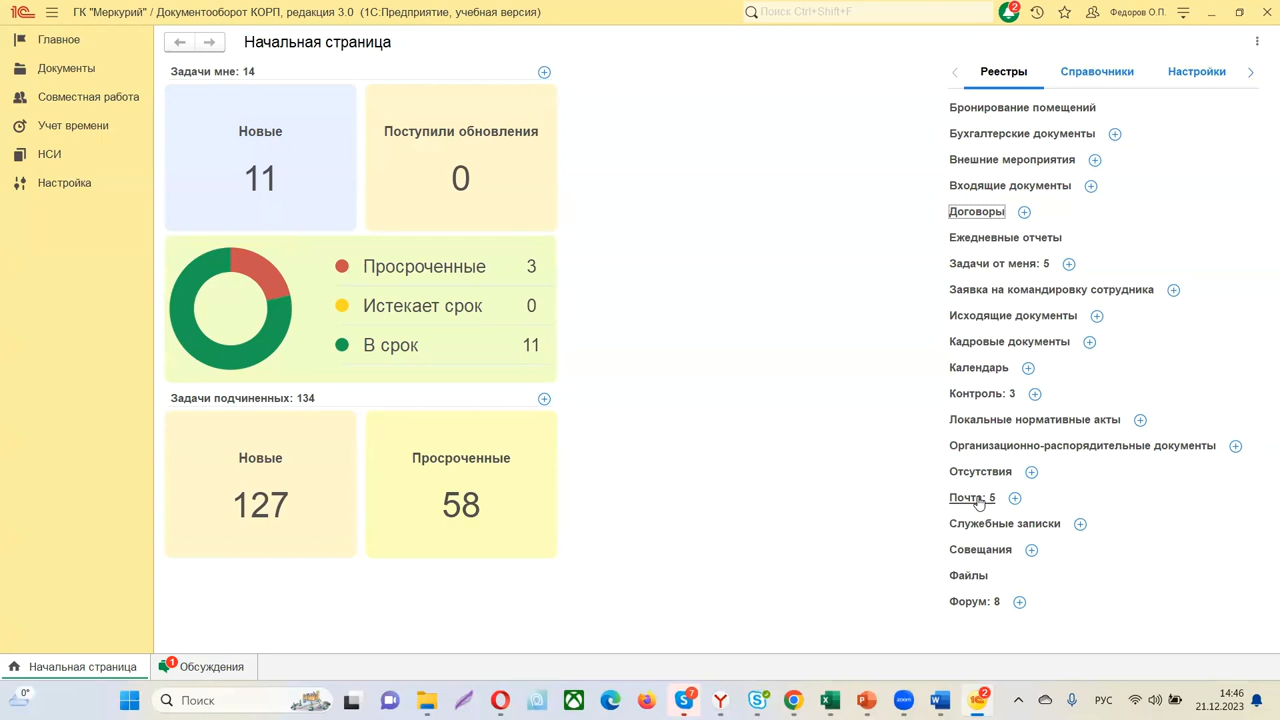 ГК "Меркурий" / Документооборот КОРП, редакция 3.0 (1С:Предприятие, учебная версия)
Поиск Ctrl+Shift+F
2
Федоров О.П.
Главное
Документы
Совместная работа
Учет времени
НСИ
Настройка
Начальная страница
Задачи мне: 14
Новые
11
Поступили обновления
0
Просроченные 3
Истекает срок 0
В срок 11
Задачи подчиненных: 134
Новые
127
Просроченные
58
Реестры Справочники Настройки
Бронирование помещений
Бухгалтерские документы
Внешние мероприятия
Входящие документы
Договоры
Ежедневные отчеты
Задачи от меня: 5
Заявка на командировку сотрудника
Исходящие документы
Кадровые документы
Календарь
Контроль: 3
Локальные нормативные акты
Организационно-распорядительные документы
Отсутствия
Почта: 5
Служебные записки
Совещания
Файлы
Форум: 8
Начальная страница
1
Обсуждения
0°
Поиск
7
2
РУС
14:46
21.12.2023